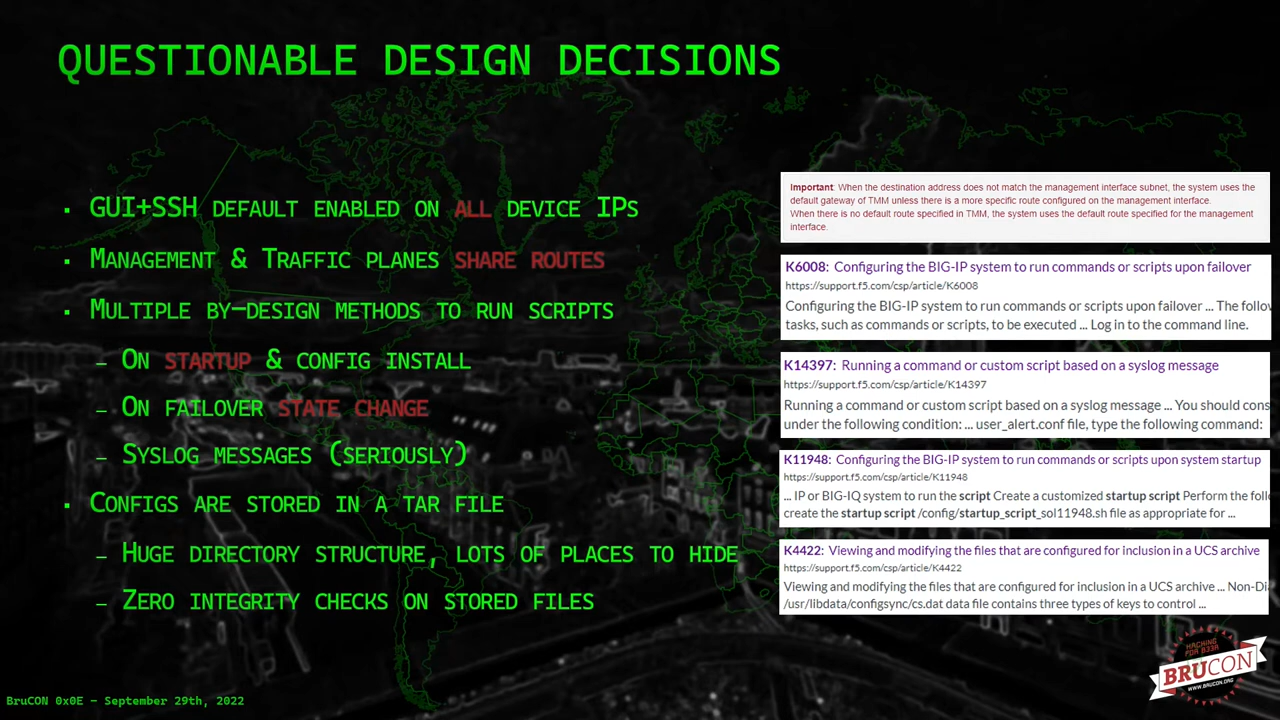 QUESTIONABLE DESIGN DECISIONS
▪ GUI+SSH DEFAULT ENABLED ON ALL DEVICE IPS
▪ MANAGEMENT & TRAFFIC PLANES SHARE ROUTES
▪ MULTIPLE BY–DESIGN METHODS TO RUN SCRIPTS
– ON STARTUP & CONFIG INSTALL
– ON FAILOVER STATE CHANGE
– SYSLOG MESSAGES (SERIOUSLY)
▪ CONFIGS ARE STORED IN A TAR FILE
– HUGE DIRECTORY STRUCTURE, LOTS OF PLACES TO HIDE
– ZERO INTEGRITY CHECKS ON STORED FILES
Important: When the destination address does not match the management interface subnet, the system uses the
default gateway of TMM unless there is a more specific route configured on the management interface.
When there is no default route specified in TMM, the system uses the default route specified for the management
interface.
K6008: Configuring the BIG-IP system to run commands or scripts upon failover
https://support.f5.com/csp/article/K6008
Configuring the BIG-IP system to run commands or scripts upon failover ... The follow
tasks, such as commands or scripts, to be executed ... Log in to the command line.
K14397: Running a command or custom script based on a syslog message
https://support.f5.com/csp/article/K14397
Running a command or custom script based on a syslog message ... You should cons
under the following condition: ... user_alert.conf file, type the following command:
K11948: Configuring the BIG-IP system to run commands or scripts upon system startup
https://support.f5.com/csp/article/K11948
... IP or BIG-IQ system to run the script Create a customized startup script Perform the follo
create the startup script /config/startup_script_sol11948.sh file as appropriate for ...
K4422: Viewing and modifying the files that are configured for inclusion in a UCS archive
https://support.f5.com/csp/article/K4422
Viewing and modifying the files that are configured for inclusion in a UCS archive ... Non-Di
/usr/libdata/configsync/cs.dat data file contains three types of keys to control ...
HACKING
FOR B33R
BRUCON
WWW.BRUCON.ORG
BruCON 0x0E – September 29th, 2022